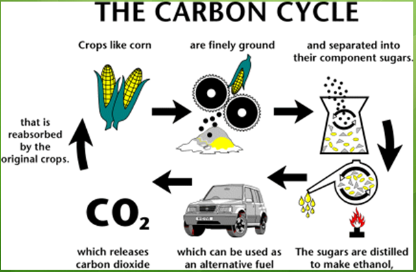 THE CARBON CYCLE
Crops like corn
are finely ground
and separated into
their component sugars.
The sugars are distilled
to make ethanol,
which can be used as
an alternative fuel
which releases
carbon dioxide
CO₂
that is
reabsorbed
by the
original crops.